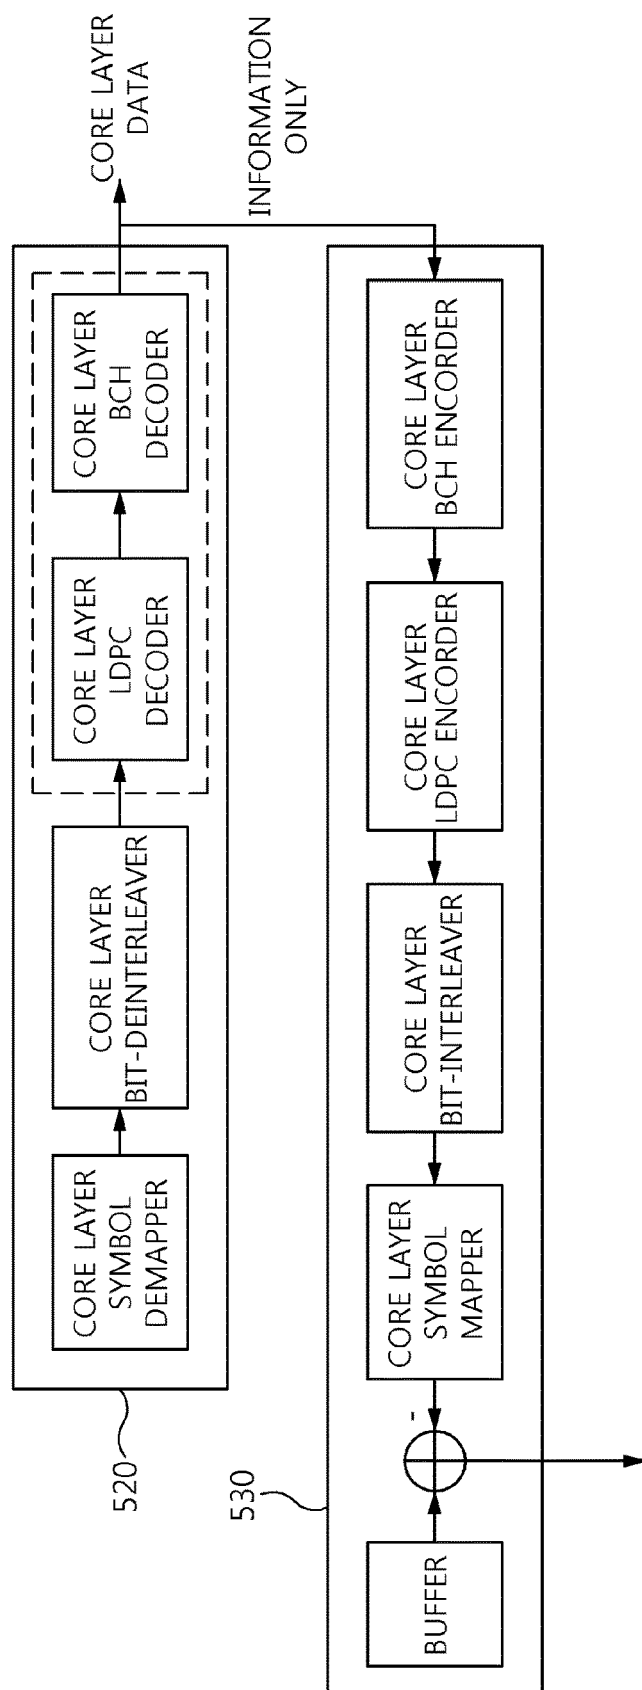 520
CORE LAYER
SYMBOL
DEMAPPER
CORE LAYER
BIT-DEINTERLEAVER
CORE LAYER
LDPC
DECODER
CORE LAYER
BCH
DECODER
CORE LAYER
DATA
INFORMATION
ONLY
530
BUFFER
-
CORE LAYER
SYMBOL
MAPPER
CORE LAYER
BIT-INTERLEAVER
CORE LAYER
LDPC ENCORDER
CORE LAYER
BCH ENCORDER